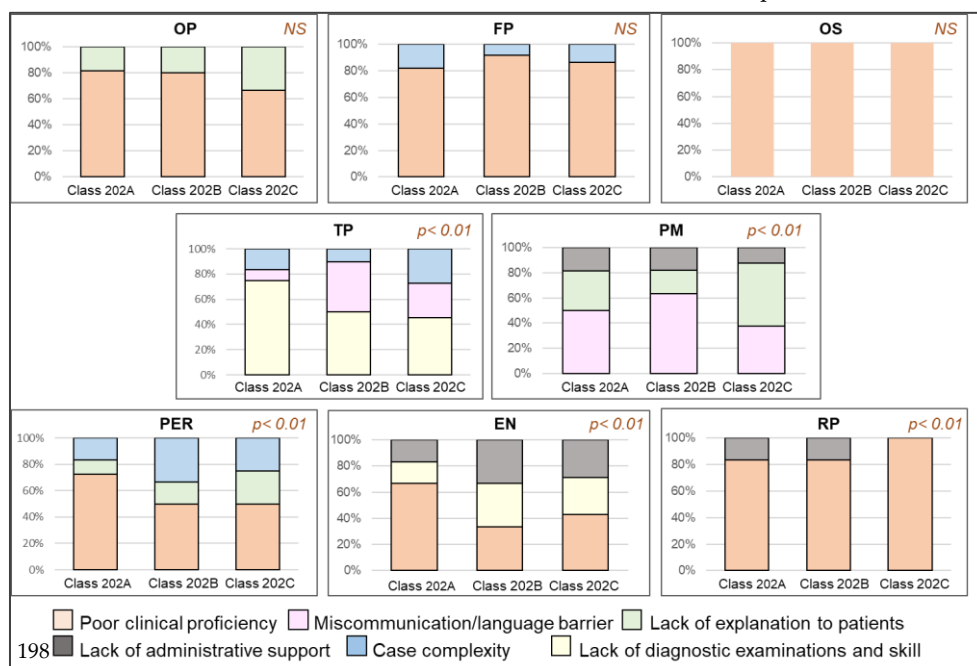 OP NS FP NS OS NS
100% 100% 100%
80% 80% 80%
60% 60% 60%
40% 40% 40%
20% 20% 20%
0% 0% 0%
Class 202A Class 202B Class 202C Class 202A Class 202B Class 202C Class 202A Class 202B Class 202C
TP p< 0.01 PM p< 0.01
100% 100%
80% 80%
60% 60%
40% 40%
20% 20%
0% 0%
Class 202A Class 202B Class 202C Class 202A Class 202B Class 202C
PER p< 0.01 EN p< 0.01 RP p< 0.01
100% 100% 100%
80% 80% 80%
60% 60% 60%
40% 40% 40%
20% 20% 20%
0% 0% 0%
Class 202A Class 202B Class 202C Class 202A Class 202B Class 202C Class 202A Class 202B Class 202C
Poor clinical proficiency Miscommunication/language barrier Lack of explanation to patients
198 Lack of administrative support Case complexity Lack of diagnostic examinations and skill